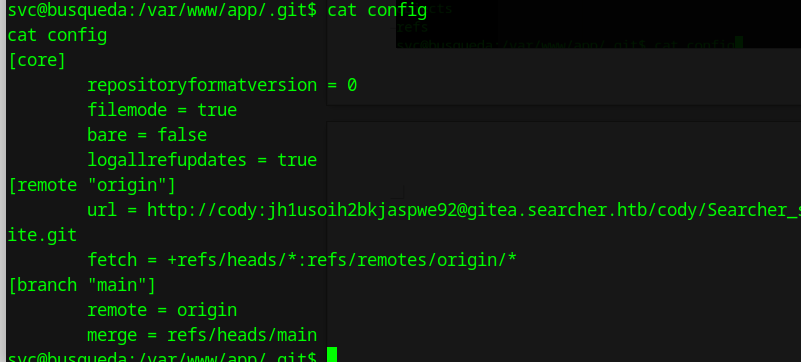 svc@busqueda:/var/www/app/.git$ cat config
cat config
[core]
        repositoryformatversion = 0
        filemode = true
        bare = false
        logallrefupdates = true
[remote "origin"]
        url = http://cody:jh1usoih2bkjaspwe92@gitea.searcher.htb/cody/Searcher_s
ite.git
        fetch = +refs/heads/*:refs/remotes/origin/*
[branch "main"]
        remote = origin
        merge = refs/heads/main
svc@busqueda:/var/www/app/.git$